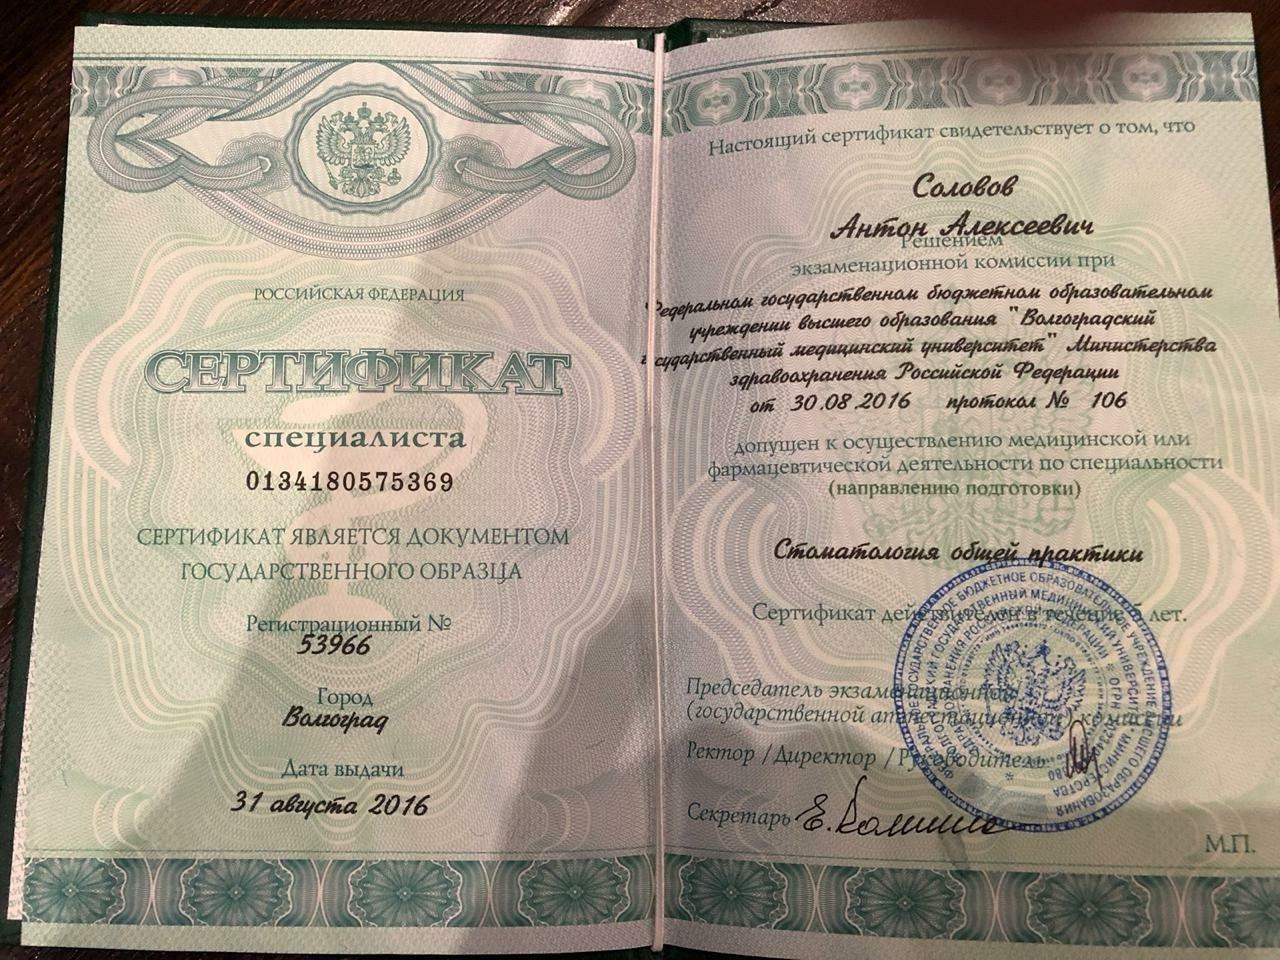 РОССИЙСКАЯ ФЕДЕРАЦИЯ
СЕРТИФИКАТ
специалиста
0134180575369
СЕРТИФИКАТ ЯВЛЯЕТСЯ ДОКУМЕНТОМ
ГОСУДАРСТВЕННОГО ОБРАЗЦА
Регистрационный №
53966
Город
Волгоград
Дата выдачи
31 августа 2016
Настоящий сертификат свидетельствует о том, что
Соловов
Антон Алексеевич
Решением
экзаменационной комиссии при
Федеральном государственном бюджетном образовательном
учреждении высшего образования "Волгоградский
государственный медицинский университет" Министерства
здравоохранения Российской Федерации
от 30.08.2016 протокол № 106
допущен к осуществлению медицинской или
фармацевтической деятельности по специальности
(направлению подготовки)
Стоматология общей практики
Сертификат действителен в течение 5 лет.
Председатель экзаменационной
(государственной аттестационной) комиссии
Ректор /Директор /Руководитель
Секретарь
М.П.